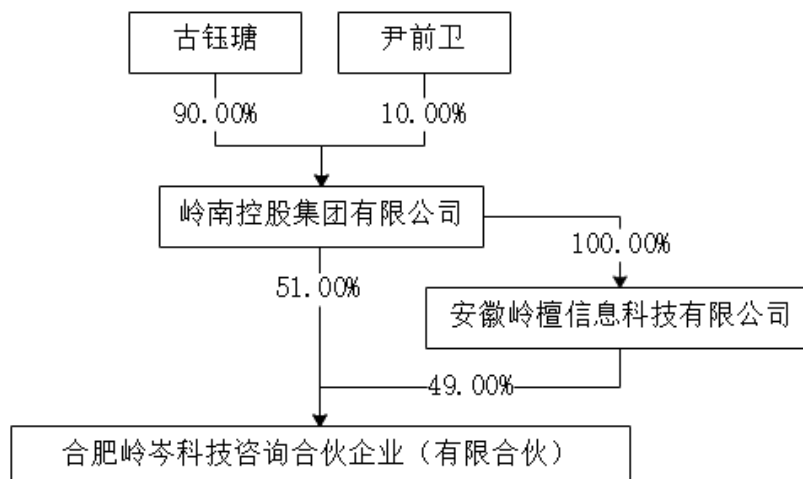 古钰瑭
尹前卫
90.00%
10.00%
岭南控股集团有限公司
100.00%
51.00%
安徽岭檀信息科技有限公司
49.00%
合肥岭岑科技咨询合伙企业（有限合伙）